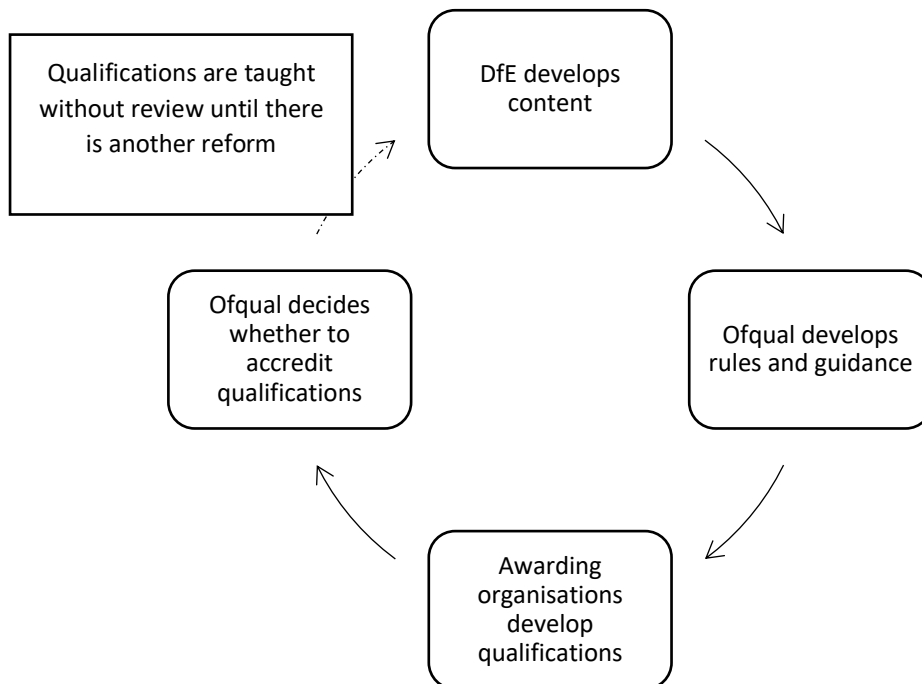 Qualifications are taught
without review until there
is another reform
DfE develops
content
Ofqual develops
rules and guidance
Awarding
organisations
develop
qualifications
Ofqual decides
whether to
accredit
qualifications